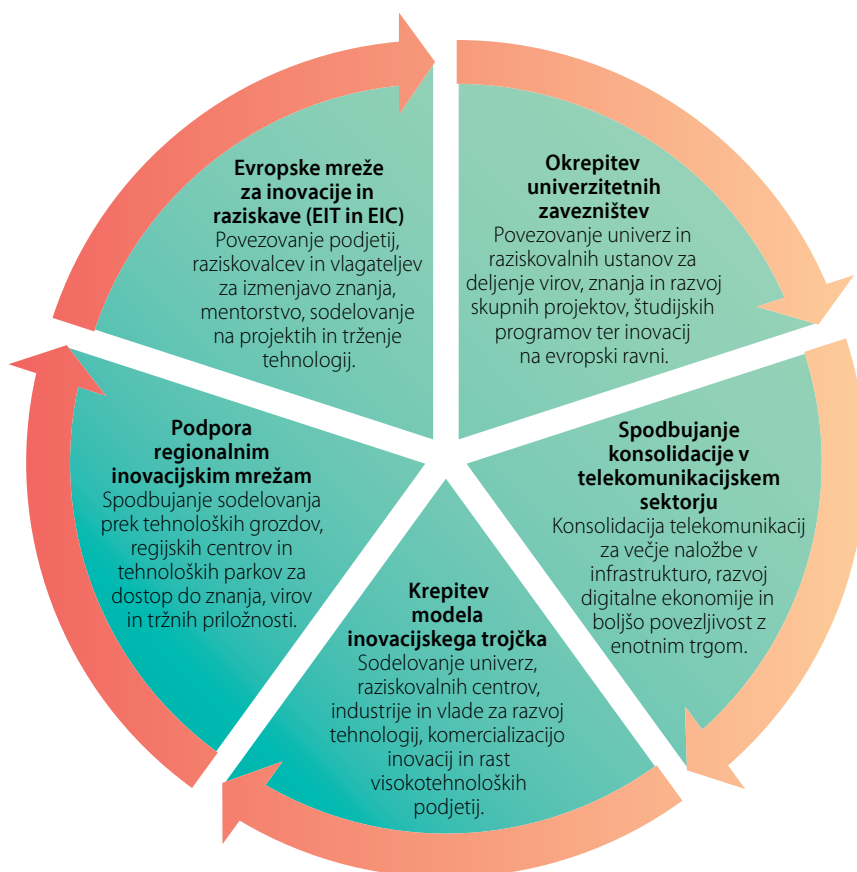 Evropske mreže
za inovacije in
raziskave (EIT in EIC)
Povezovanje podjetij,
raziskovalcev in vlagateljev
za izmenjavo znanja,
mentorstvo, sodelovanje
na projektih in trženje
tehnologij.
Okrepitev
univerzitetnih
zavezništev
Povezovanje univerz in
raziskovalnih ustanov za
deljenje virov, znanja in razvoj
skupnih projektov, študijskih
programov ter inovacij
na evropski ravni.
Spodbujanje
konsolidacije v
telekomunikacijskem
sektorju
Konsolidacija telekomunikacij
za večje naložbe v
infrastrukturo, razvoj
digitalne ekonomije in
boljšo povezljivost z
enotnim trgom.
Krepitev
modela
inovacijskega trojčka
Sodelovanje univerz,
raziskovalnih centrov,
industrije in vlade za razvoj
tehnologij, komercializacijo
inovacij in rast
visokotehnoloških
podjetij.
Podpora
regionalnim
inovacijskim mrežam
Spodbujanje sodelovanja
prek tehnoloških grozdov,
regijskih centrov in
tehnoloških parkov za
dostop do znanja, virov
in tržnih priložnosti.